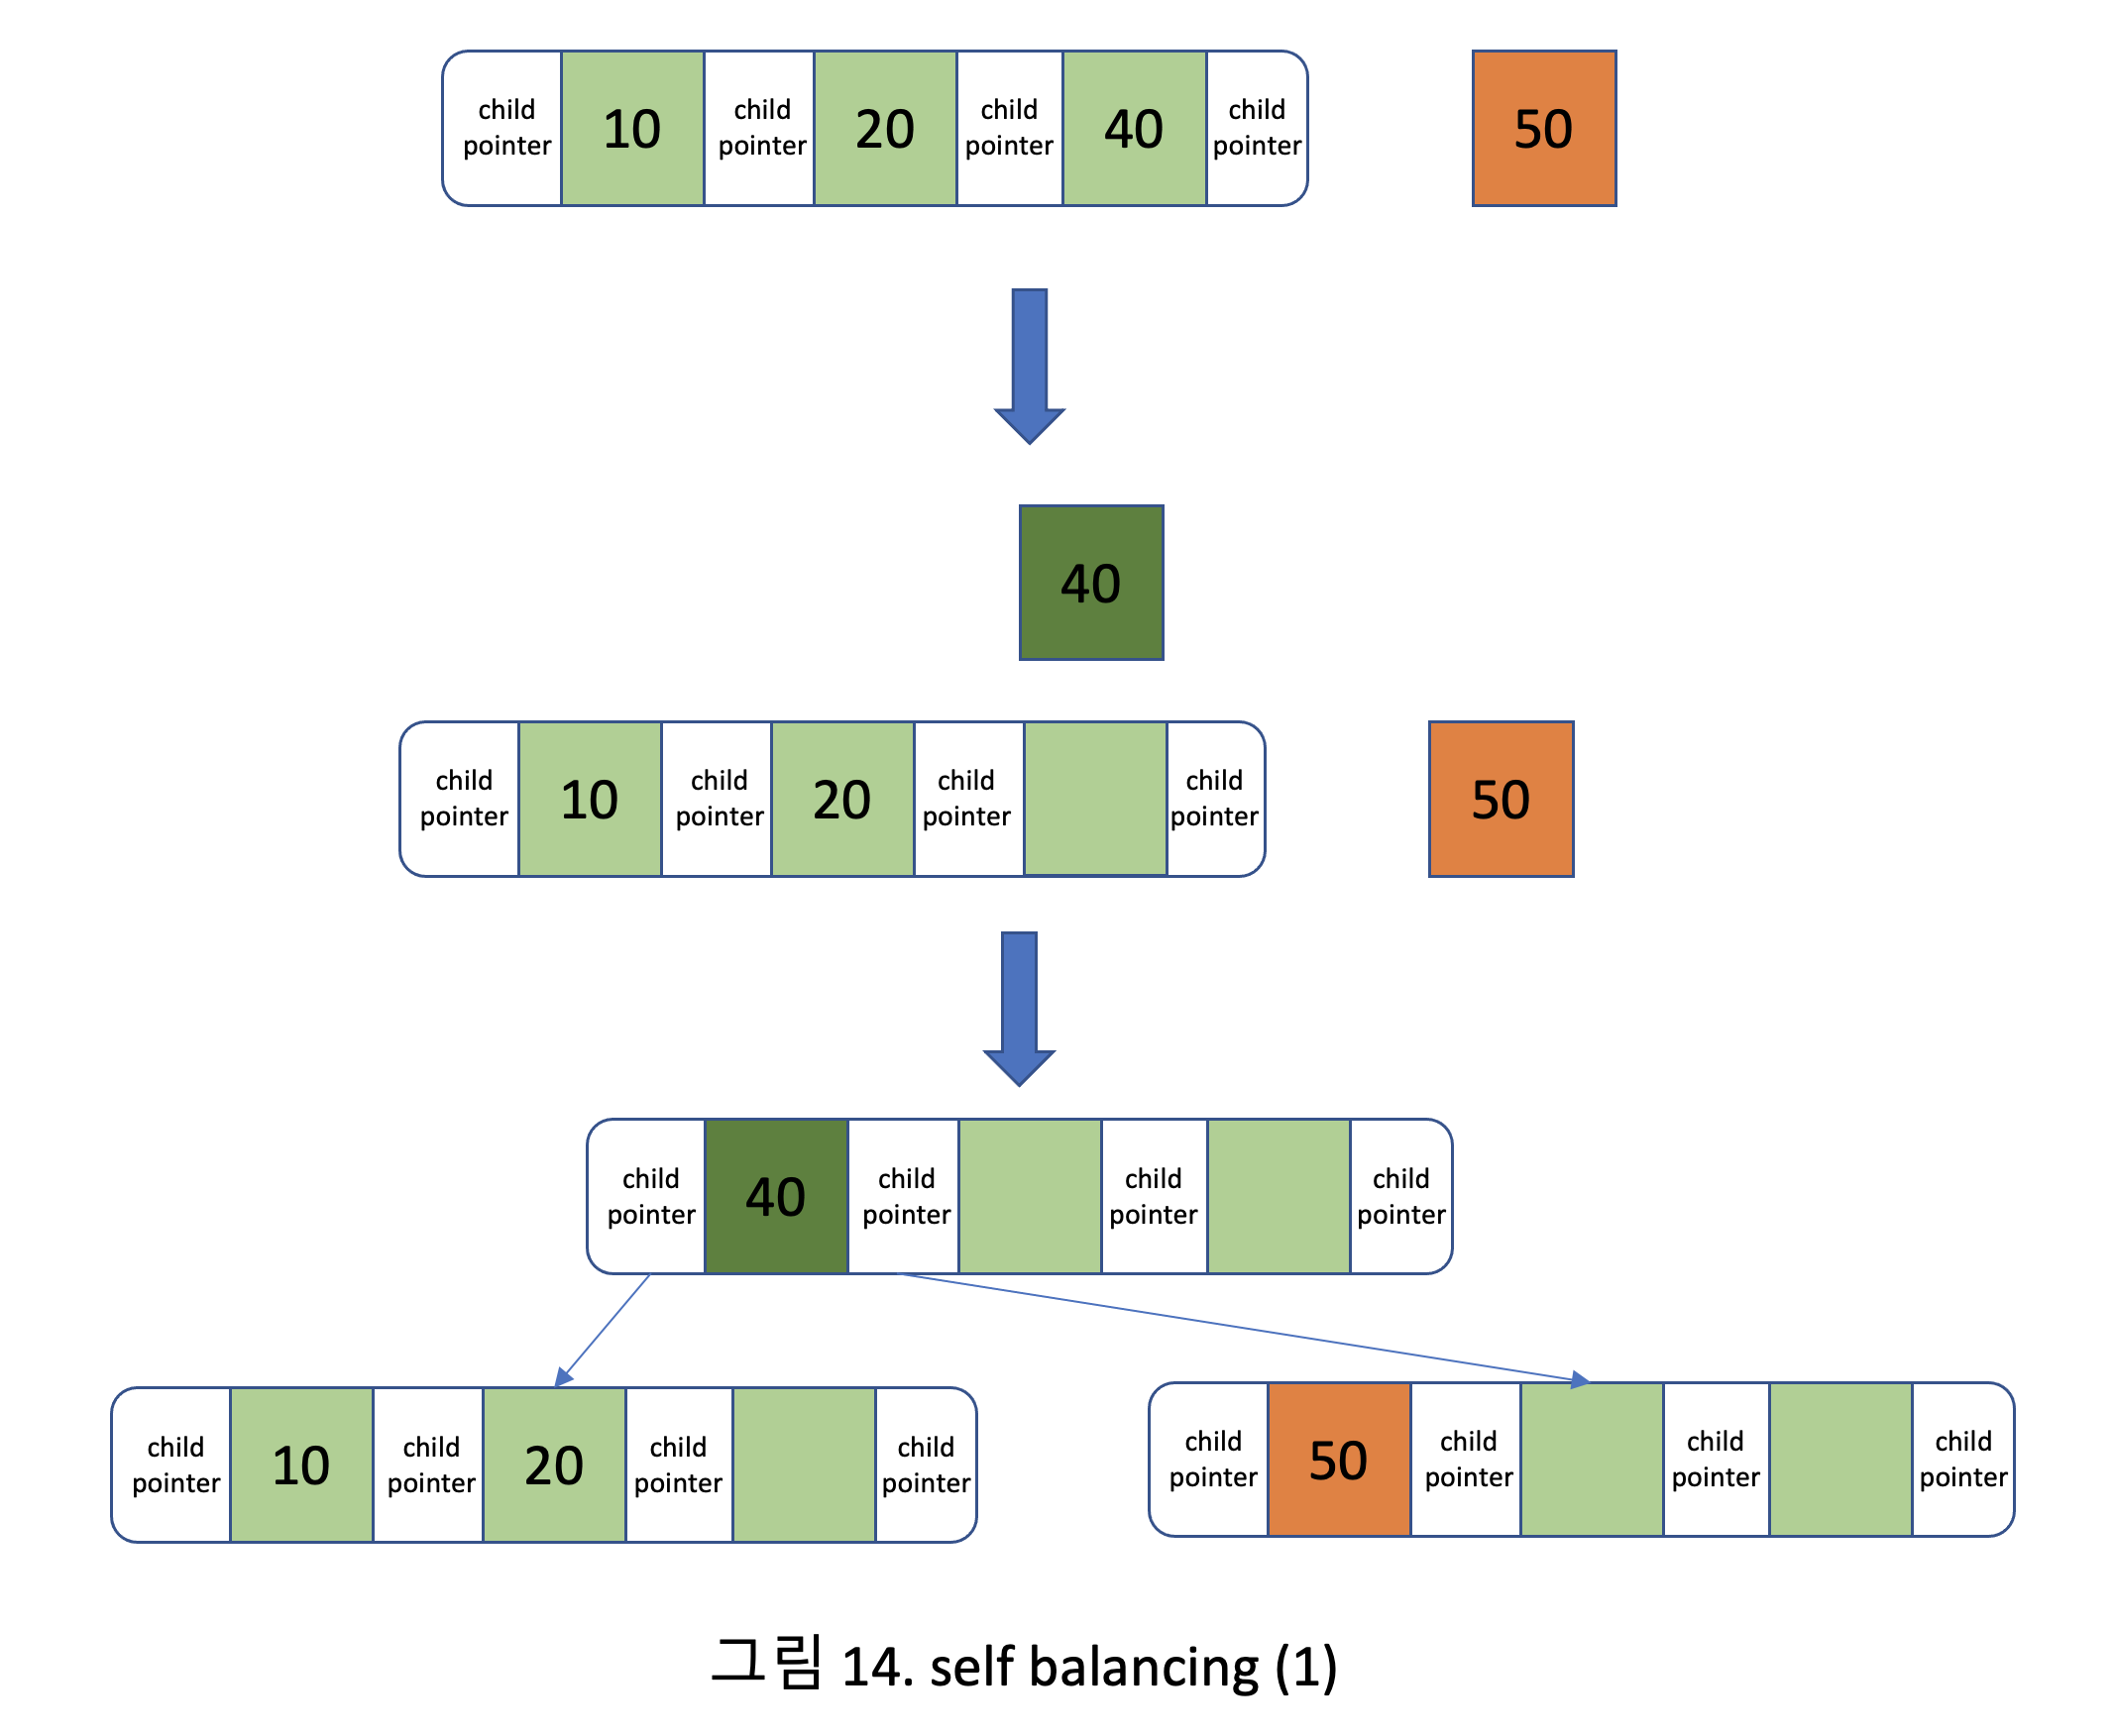 child pointer 10 child pointer 20 child pointer 40 child pointer 50
40
child pointer 10 child pointer 20 child pointer child pointer 50
child pointer 40 child pointer child pointer child pointer
child pointer 10 child pointer 20 child pointer child pointer
child pointer 50 child pointer child pointer child pointer
그림 14. self balancing (1)